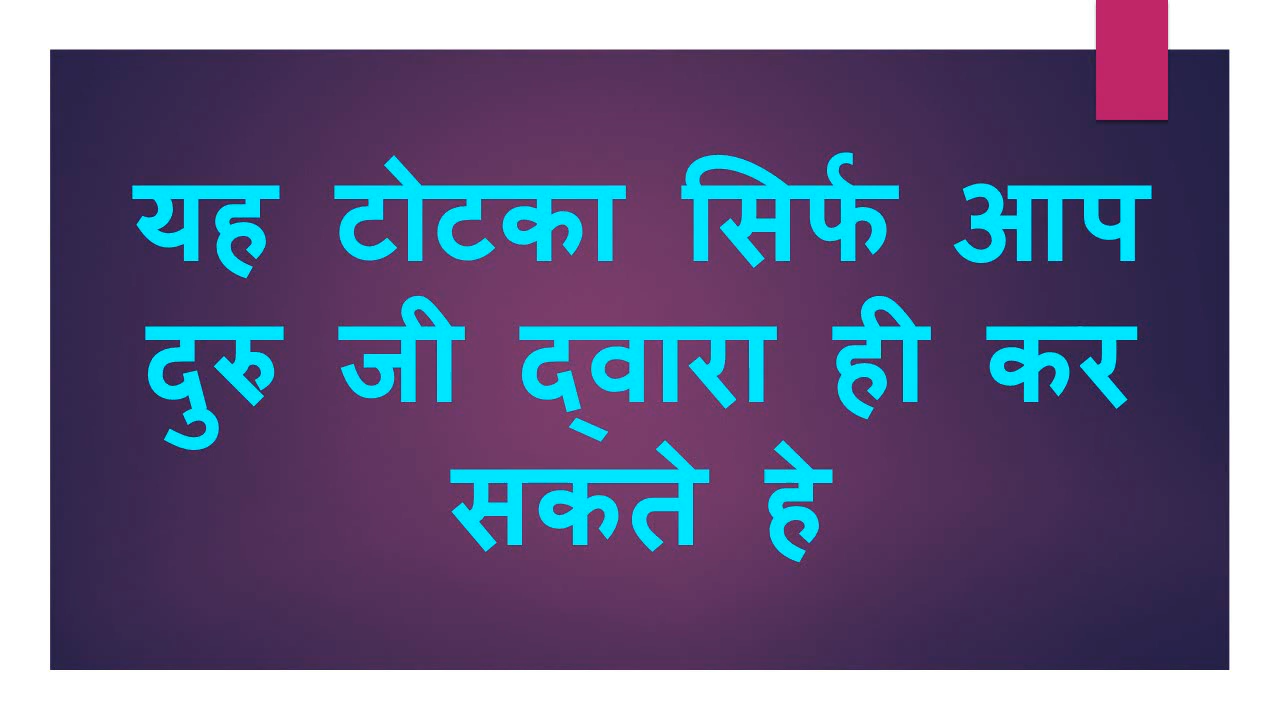 यह टोटका सिर्फ आप
दुरु जी द्वारा ही कर
सकते हे